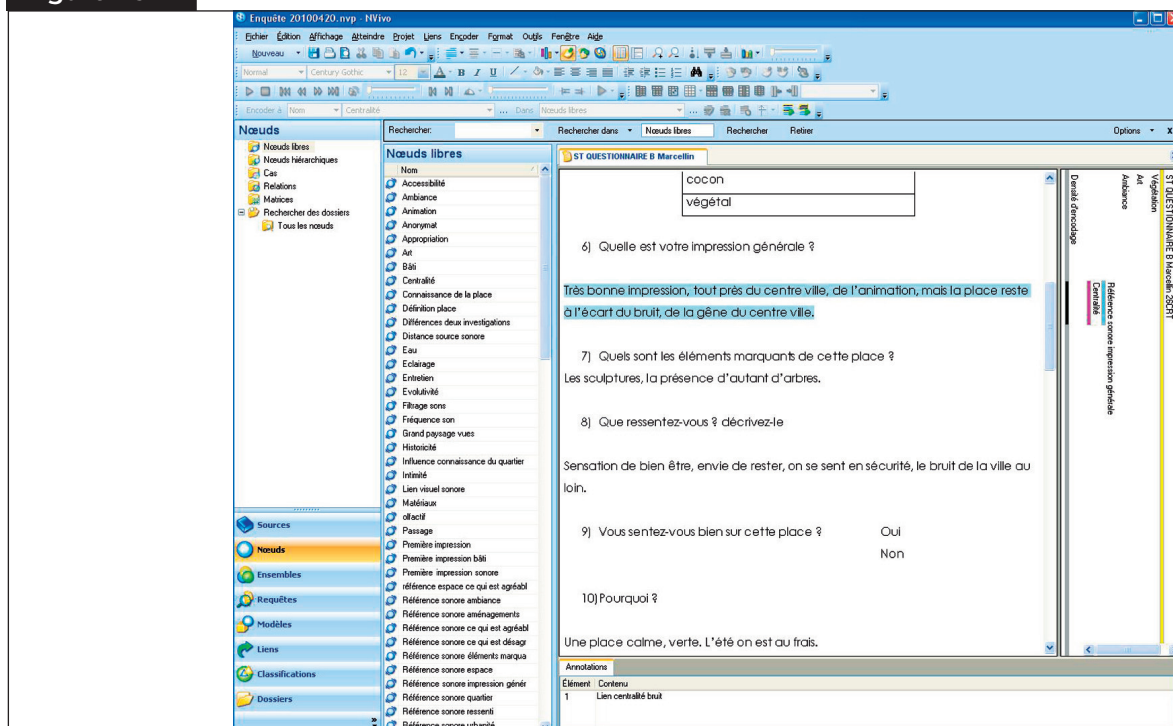 Enquête 20100420.nvp - NVivo
Fichier Édition Affichage Atteindre Projet Liens Encoder Format Outils Fenêtre Aide
Nouveau
Normal Century Gothic 12 A B I U
Encoder à Nom Centralité Dans Nœuds libres
Nœuds
Nœuds libres
Nœuds hiérarchiques
Cas
Relations
Matrices
Rechercher des dossiers
Tous les nœuds
Sources
Nœuds
Ensembles
Requêtes
Modèles
Liens
Classifications
Dossiers
Rechercher: Rechercher dans Nœuds libres Rechercher Retirer Options x
Nœuds libres
Nom
Accessibilité
Ambiance
Animation
Anonymat
Appropriation
Art
Bâti
Centralité
Connaissance de la place
Définition place
Différences deux investigations
Distance source sonore
Eau
Eclairage
Entretien
Evolutivité
Filtrage sons
Fréquence son
Grand paysage vues
Historicité
Influence connaissance du quartier
Intimité
Lien visuel sonore
Matériaux
olfactif
Passage
Première impression
Première impression bâti
Première impression sonore
référence espace ce qui est agréabl
Référence sonore ambiance
Référence sonore aménagements
Référence sonore ce qui est agréabl
Référence sonore ce qui est désagr
Référence sonore éléments marqua
Référence sonore espace
Référence sonore impression génér
Référence sonore quartier
Référence sonore ressenti
Référence sonore urbanité
ST QUESTIONNAIRE B Marcellin
cocon
végétal
6) Quelle est votre impression générale ?
Très bonne impression, tout près du centre ville, de l'animation, mais la place reste
à l'écart du bruit, de la gêne du centre ville.
7) Quels sont les éléments marquants de cette place ?
Les sculptures, la présence d'autant d'arbres.
8) Que ressentez-vous ? décrivez-le
Sensation de bien être, envie de rester, on se sent en sécurité, le bruit de la ville au
loin.
9) Vous sentez-vous bien sur cette place ? Oui
Non
10) Pourquoi ?
Une place calme, verte. L'été on est au frais.
Densité d'encodage
Centralité
Référence sonore impression générale
Ambiance
Art
Végétation
ST QUESTIONNAIRE B Marcellin 26CRT
Annotations
Élément Contenu
1 Lien centralité bruit